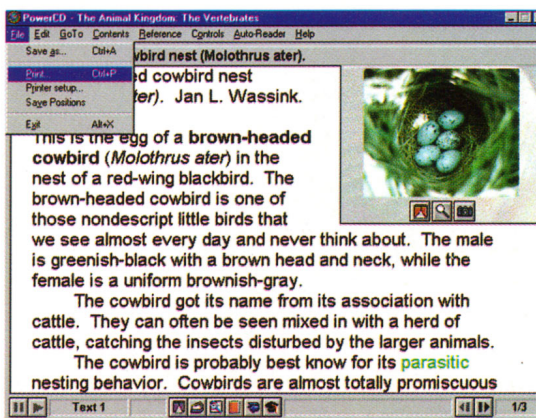 PowerED - The Animal Kingdom: The Vertebrates
File Edit GoTo Contents Reference Controls Auto-Reader Help
Save as... Ctrl+A
Print... Ctrl+P
Printer setup...
Save Positions
Exit Alt+X
wbird nest (Molothrus ater).
ed cowbird nest
ter). Jan L. Wassink.
This is the egg of a brown-headed
cowbird (Molothrus ater) in the
nest of a red-wing blackbird. The
brown-headed cowbird is one of
those nondescript little birds that
we see almost every day and never think about. The male
is greenish-black with a brown head and neck, while the
female is a uniform brownish-gray.
The cowbird got its name from its association with
cattle. They can often be seen mixed in with a herd of
cattle, catching the insects disturbed by the larger animals.
The cowbird is probably best know for its parasitic
nesting behavior. Cowbirds are almost totally promiscuous
Text 1
1/3